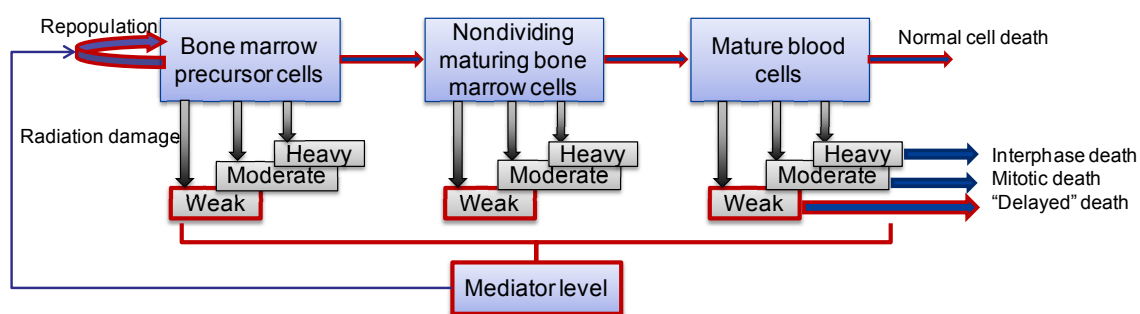 Repopulation
Bone marrow
precursor cells
Nondividing
maturing bone
marrow cells
Mature blood
cells
Normal cell death
Radiation damage
Heavy
Moderate
Weak
Heavy
Moderate
Weak
Heavy
Moderate
Weak
Interphase death
Mitotic death
“Delayed” death
Mediator level